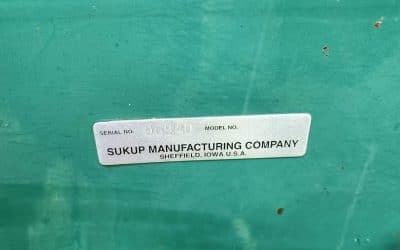 SERIAL NO. MODEL NO.
SUKUP MANUFACTURING COMPANY
SHEFFIELD, IOWA U.S.A.